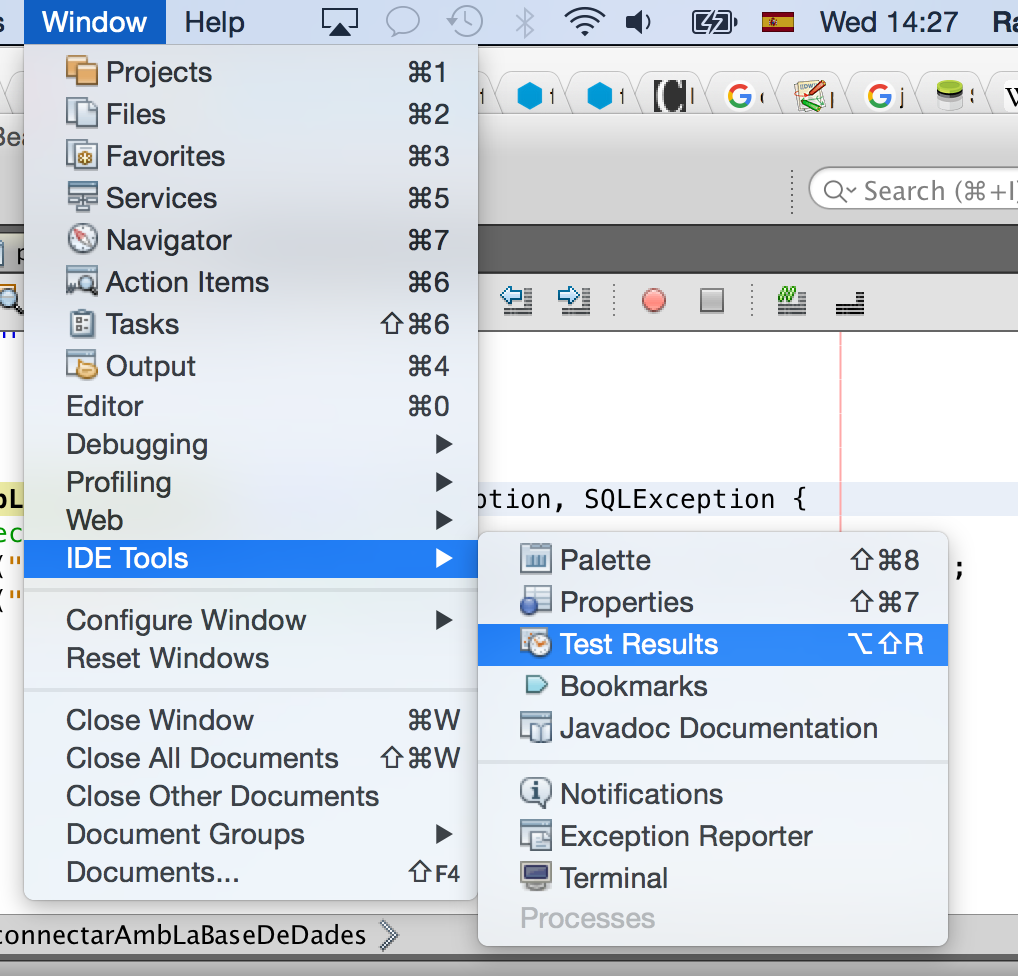 Window Help Wed 14:27
Projects ⌘1
Files ⌘2
Favorites ⌘3
Services ⌘5
Search (⌘+I)
Navigator ⌘7
Action Items ⌘6
Tasks ⇧⌘6
Output ⌘4
Editor ⌘0
Debugging ▶
Profiling ▶
ption, SQLException {
Web ▶
IDE Tools ▶
Palette ⇧⌘8
;
Properties ⇧⌘7
Configure Window ▶
Test Results ⌥⇧R
Reset Windows
Bookmarks
Close Window ⌘W
Javadoc Documentation
Close All Documents ⇧⌘W
Close Other Documents
Notifications
Document Groups ▶
Exception Reporter
Documents... ⇧F4
Terminal
Processes
connectarAmbLaBaseDeDades